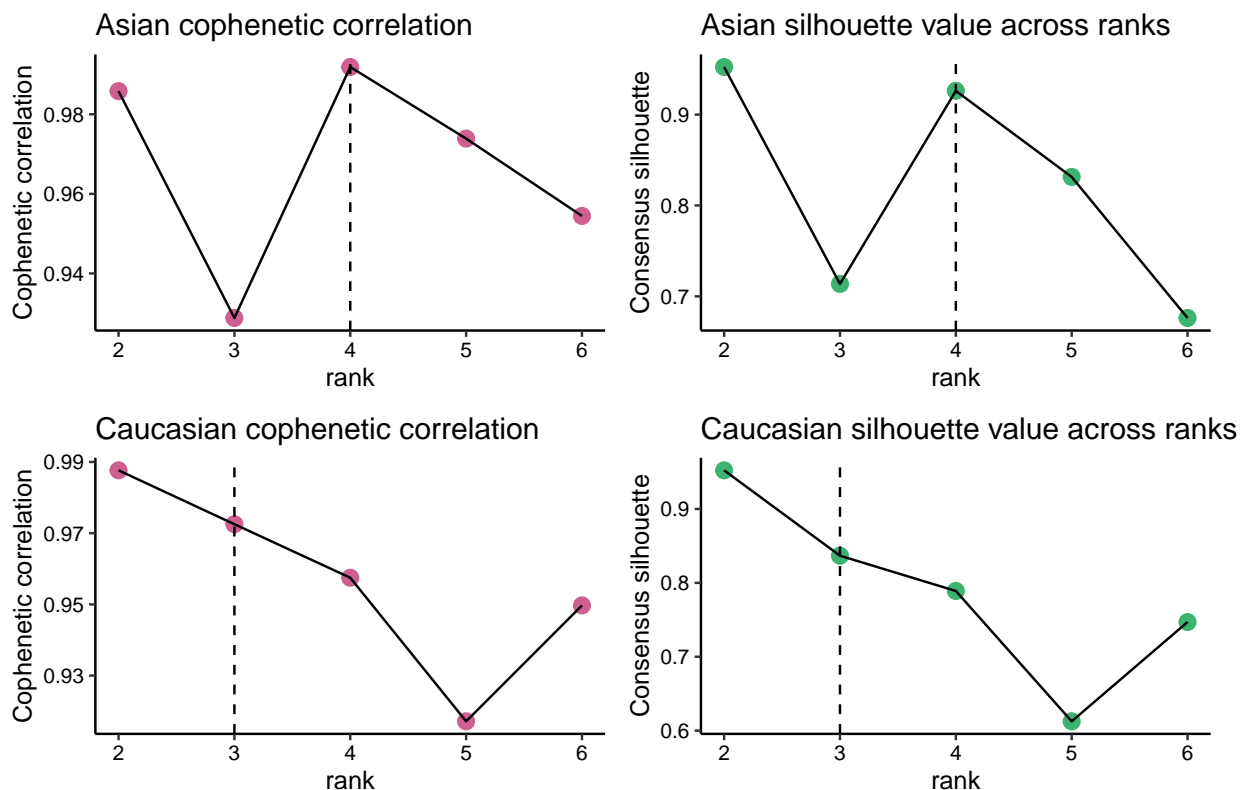 Asian cophenetic correlation
Cophenetic correlation
0.98
0.96
0.94
2 3 4 5 6
rank
Asian silhouette value across ranks
Consensus silhouette
0.9
0.8
0.7
2 3 4 5 6
rank
Caucasian cophenetic correlation
Cophenetic correlation
0.99
0.97
0.95
0.93
2 3 4 5 6
rank
Caucasian silhouette value across ranks
Consensus silhouette
0.9
0.8
0.7
0.6
2 3 4 5 6
rank